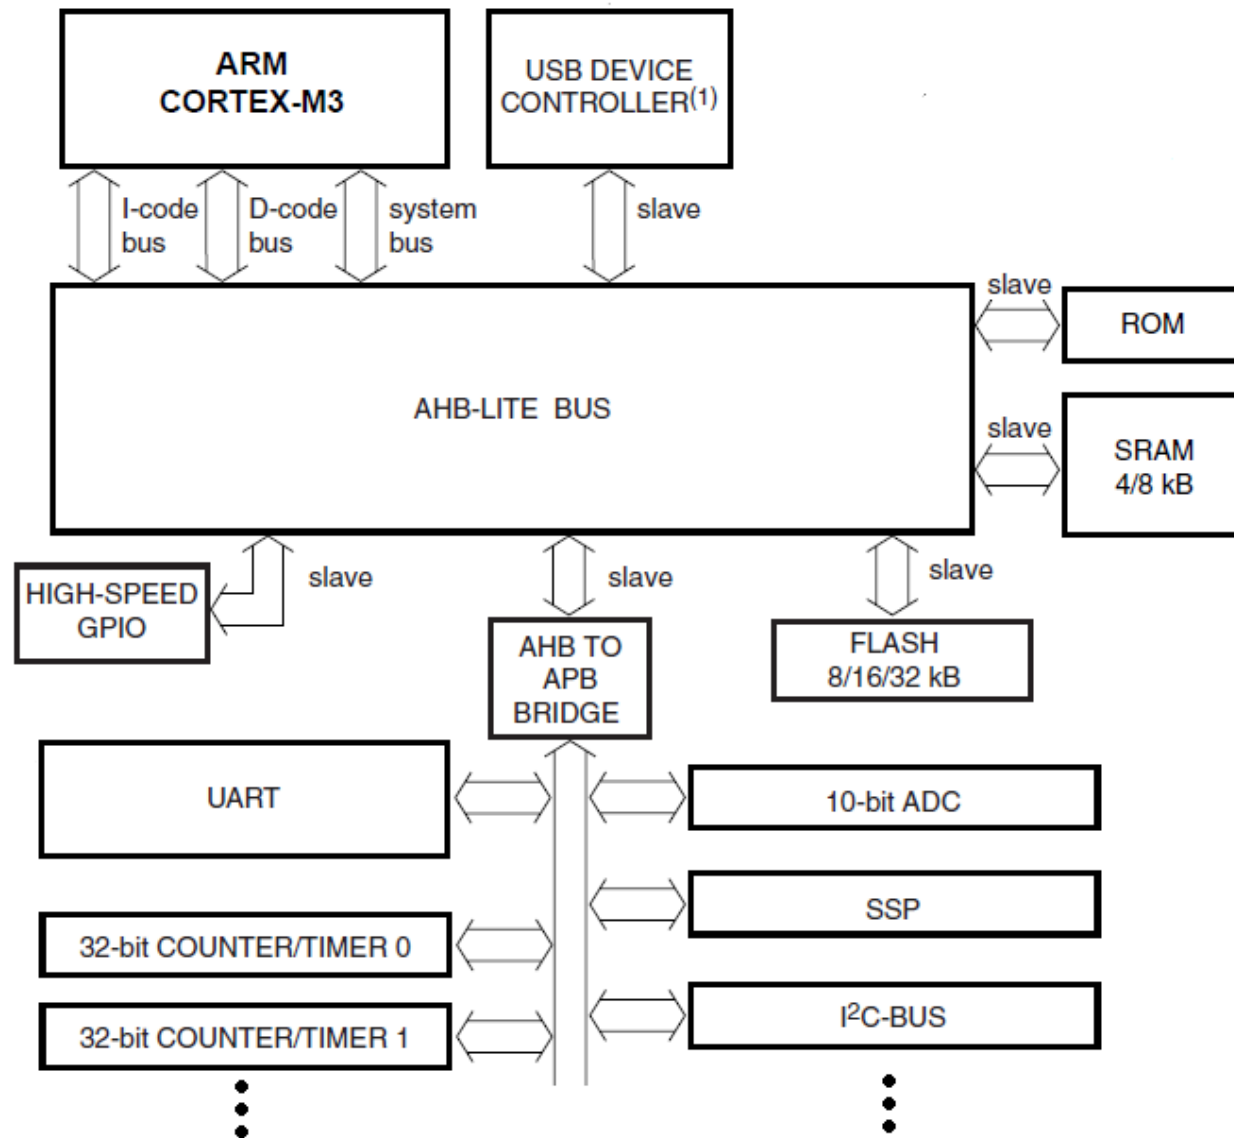 ARM
CORTEX-M3
USB DEVICE
CONTROLLER(1)
I-code
bus
D-code
bus
system
bus
slave
slave
ROM
AHB-LITE BUS
slave
SRAM
4/8 kB
slave
slave
slave
HIGH-SPEED
GPIO
AHB TO
APB
BRIDGE
FLASH
8/16/32 kB
UART
10-bit ADC
SSP
32-bit COUNTER/TIMER 0
I²C-BUS
32-bit COUNTER/TIMER 1